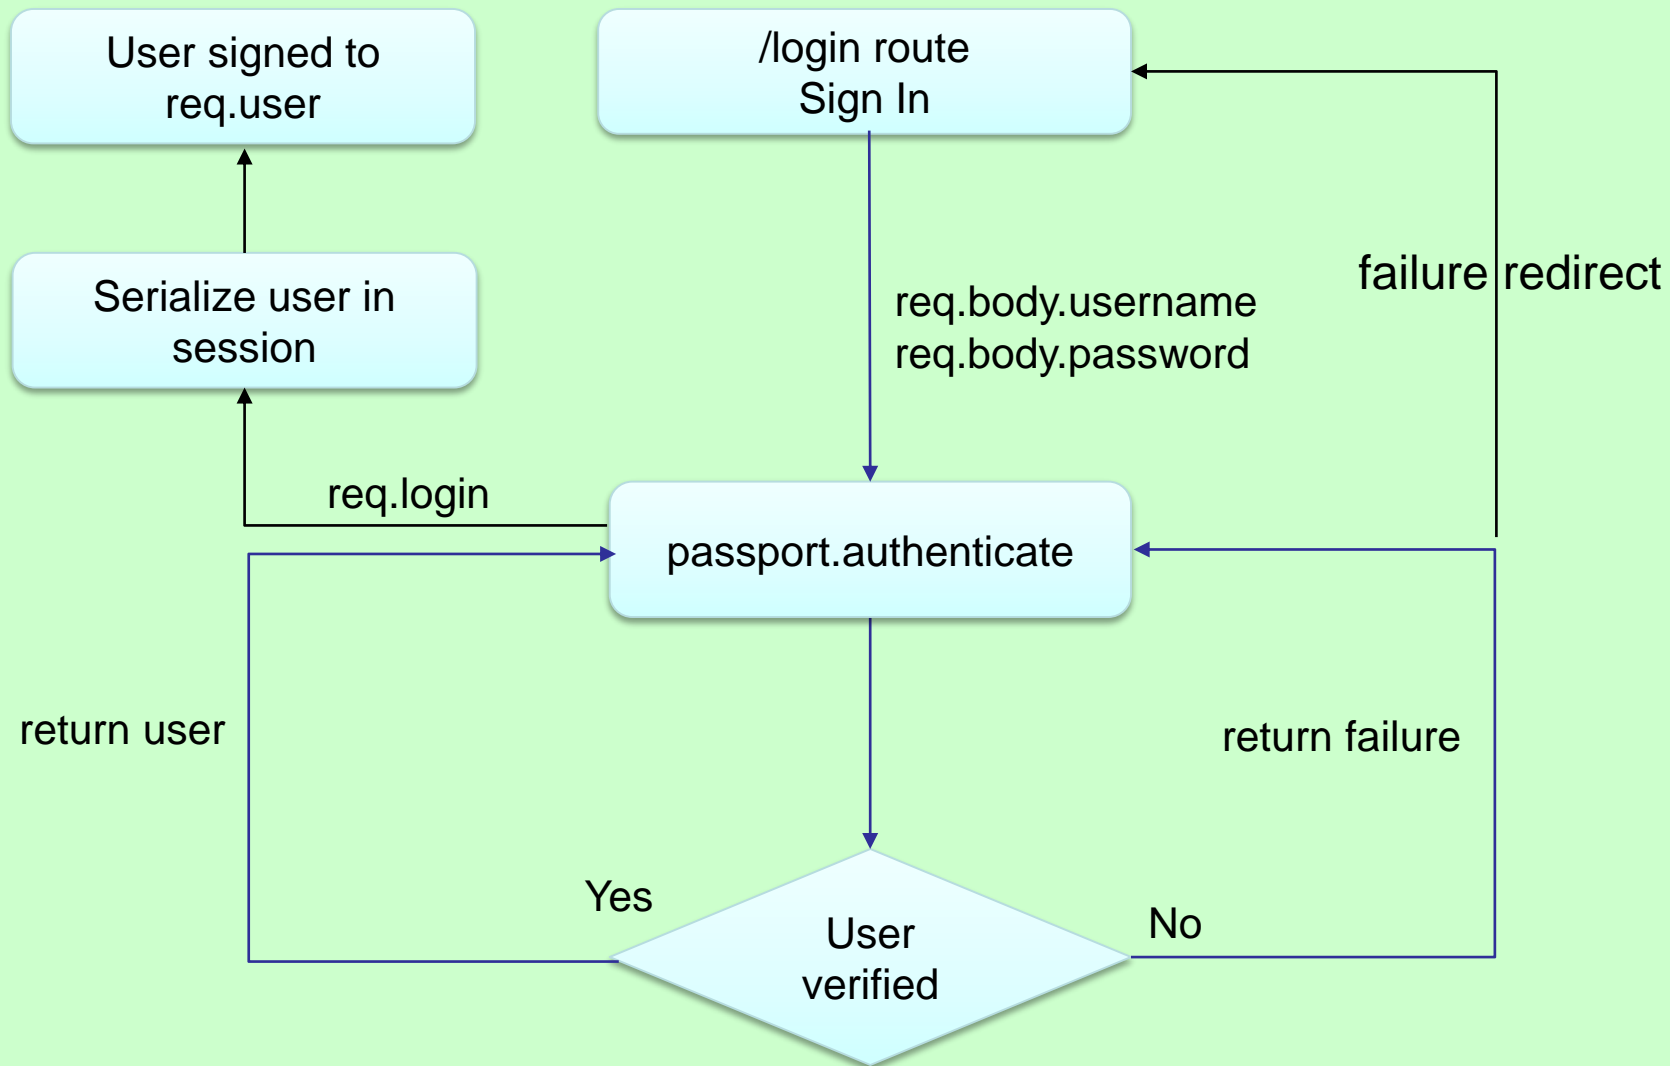 User signed to
req.user
/login route
Sign In
Serialize user in
session
req.body.username
req.body.password
failure redirect
req.login
passport.authenticate
return user
return failure
Yes
No
User
verified